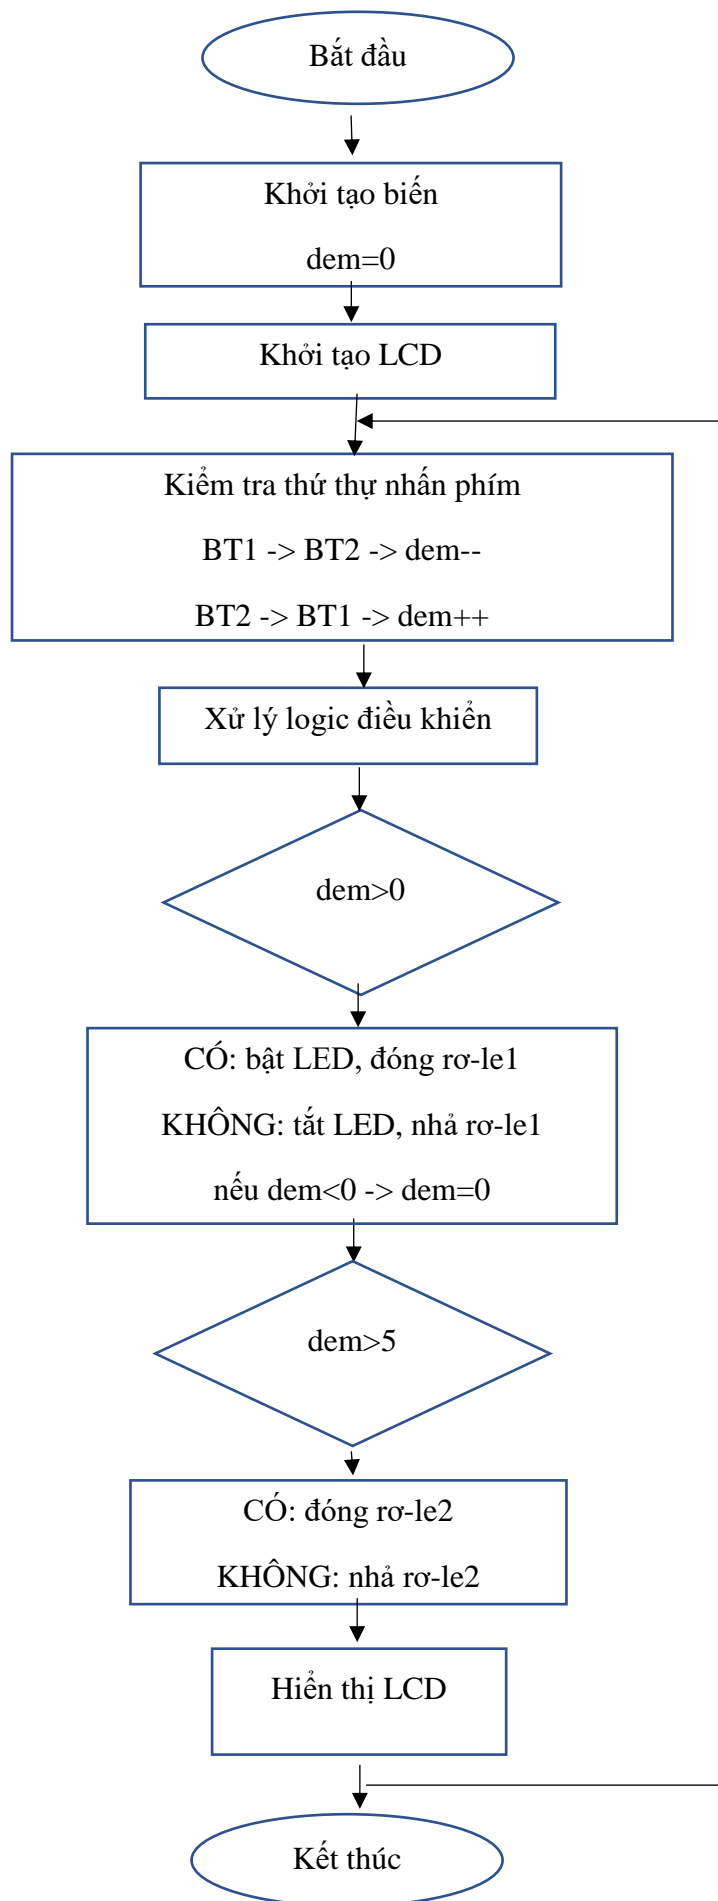 Bắt đầu
Khởi tạo biến
dem=0
Khởi tạo LCD
Kiểm tra thứ thự nhấn phím
BT1 -> BT2 -> dem--
BT2 -> BT1 -> dem++
Xử lý logic điều khiển
dem>0
CÓ: bật LED, đóng rơ-le1
KHÔNG: tắt LED, nhả rơ-le1
nếu dem<0 -> dem=0
dem>5
CÓ: đóng rơ-le2
KHÔNG: nhả rơ-le2
Hiển thị LCD
Kết thúc